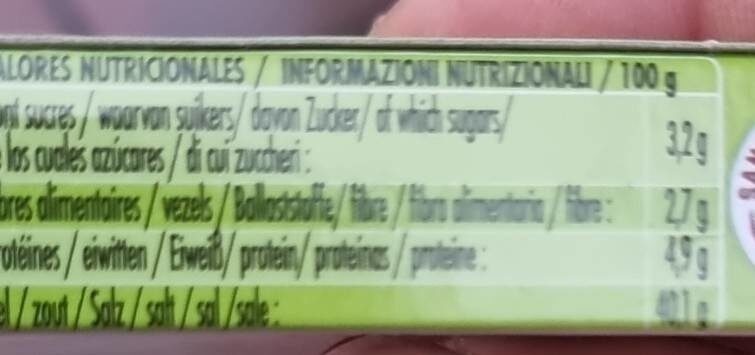 ALORES NUTRICIONALES / INFORMAZIONI NUTRIZIONALI / 100 g
ont sucres / waarvan suikers/ davon Zucker/ of which sugars/
los cuales azúcares / di cui zuccheri : 3,2 g
bres alimentaires / vezels / Ballaststoffe/ fibre / fibra alimentaria / fibre : 2,7 g
rotéines / eiwitten / Eiweiß/ protein/ proteínas / proteine : 4,9 g
el / zout / Salz / salt / sal /sale : 40,1 g